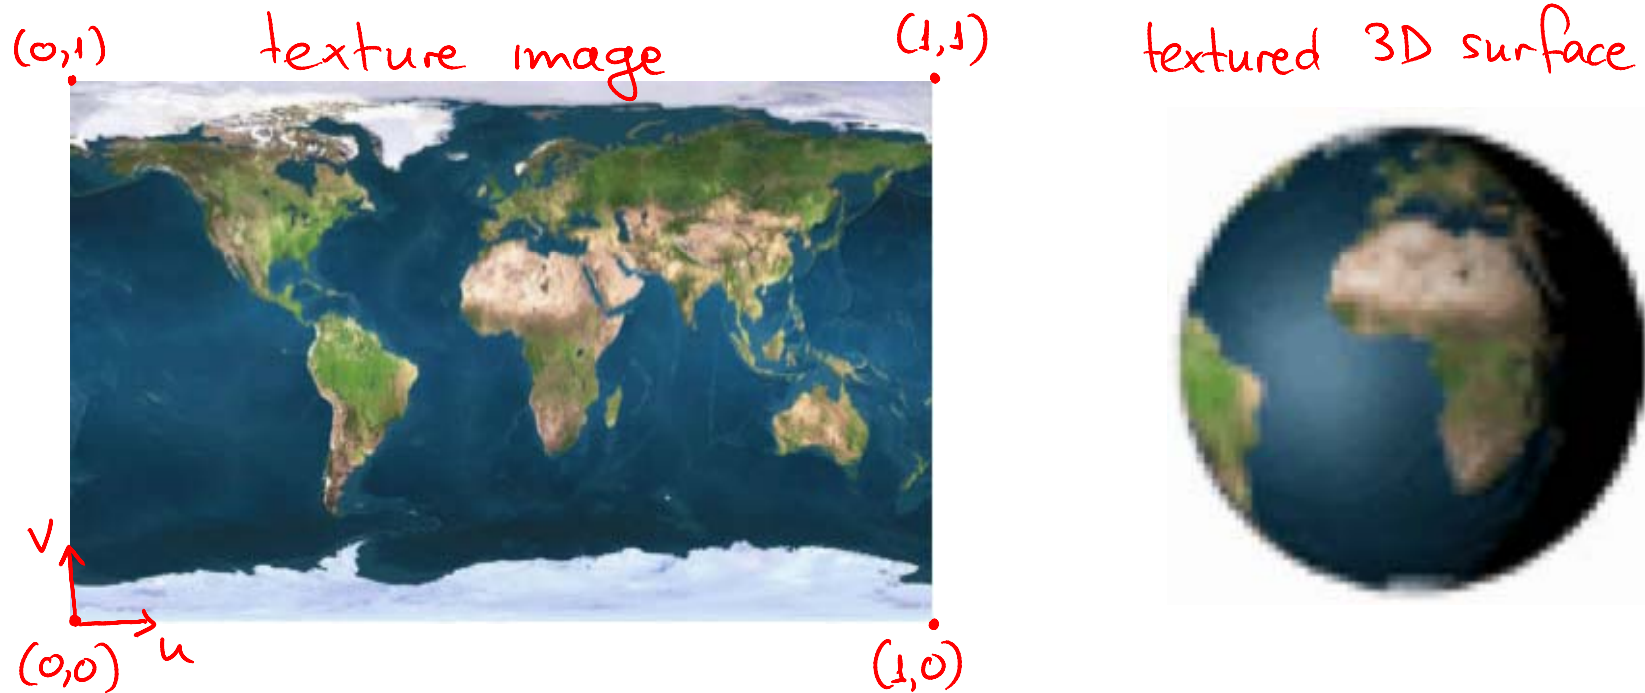 (0,1)
texture image
(1,1)
textured 3D surface
v
(0,0)
u
(1,0)